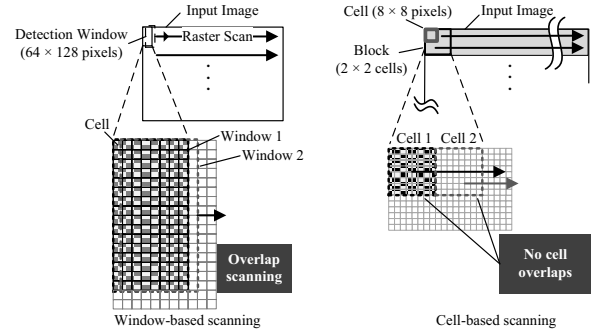 Input Image
Detection Window
(64 × 128 pixels)
Raster Scan
Cell
Window 1
Window 2
Overlap
scanning
Window-based scanning
Cell (8 × 8 pixels)
Input Image
Block
(2 × 2 cells)
Cell 1
Cell 2
No cell
overlaps
Cell-based scanning